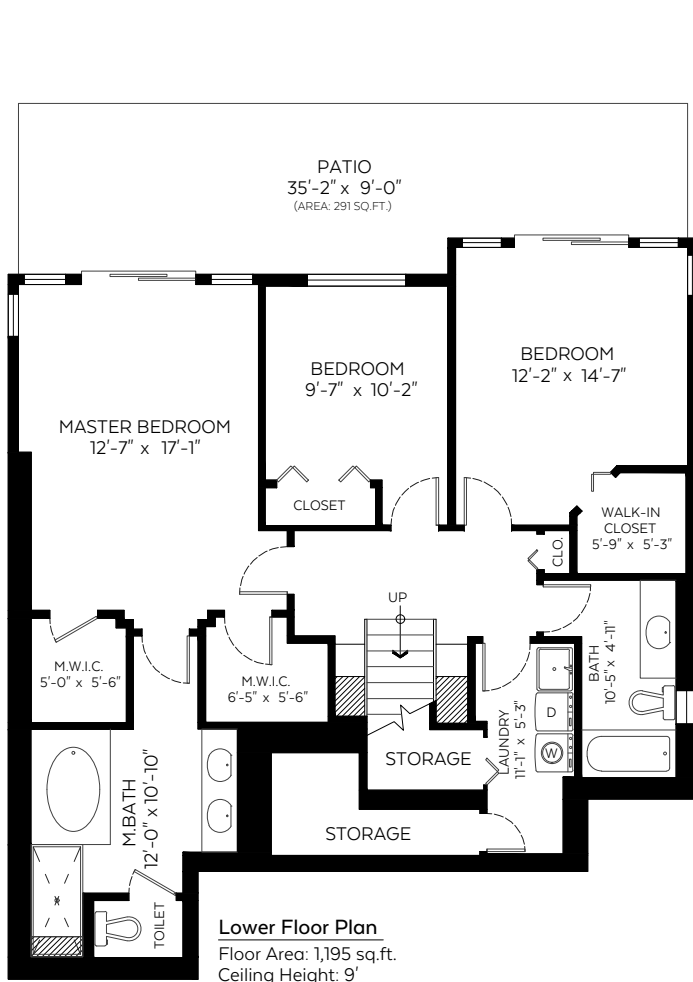 PATIO
35'-2" x 9'-0"
(AREA: 291 SQ.FT.)
BEDROOM
12'-2" x 14'-7"
BEDROOM
9'-7" x 10'-2"
MASTER BEDROOM
12'-7" x 17'-1"
CLOSET
WALK-IN
CLOSET
5'-9" x 5'-3"
CLO.
UP
BATH
10'-5" x 4'-11"
M.W.I.C.
5'-0" x 5'-6"
M.W.I.C.
6'-5" x 5'-6"
D
W
LAUNDRY
11'-1" x 5'-3"
STORAGE
M.BATH
12'-0" x 10'-10"
STORAGE
TOILET
Lower Floor Plan
Floor Area: 1,195 sq.ft.
Ceiling Height: 9'